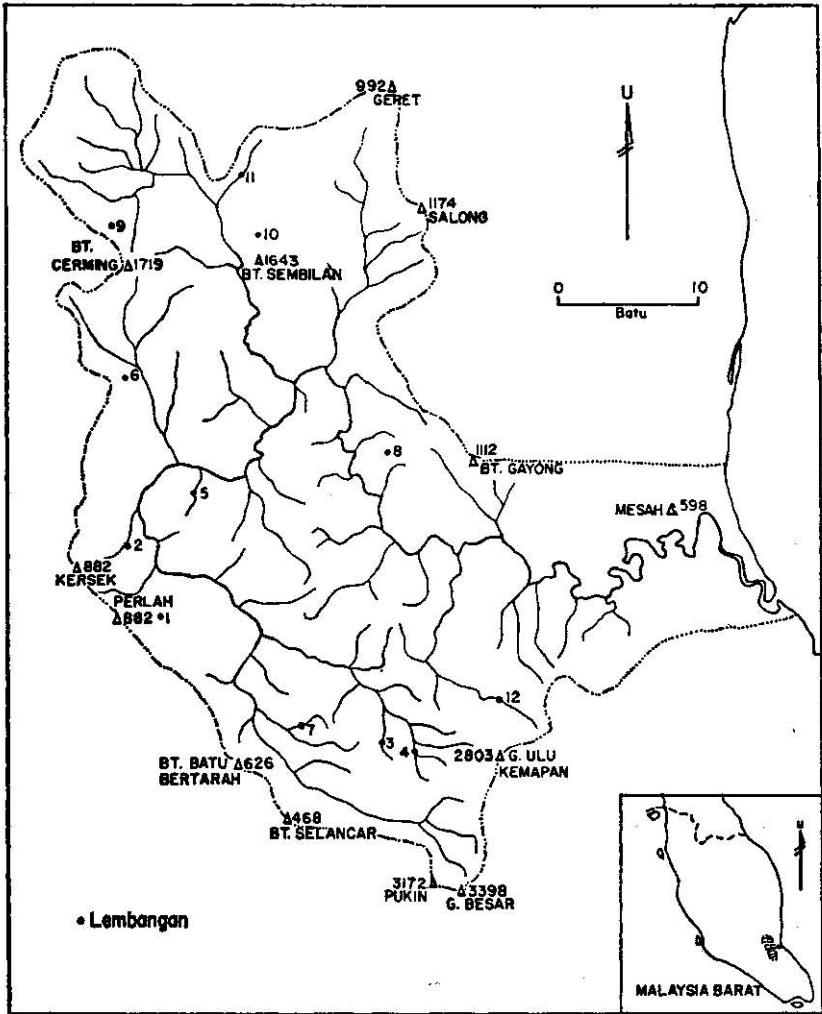 992
GERET
U
11
1174
SALONG
9
10
BT.
CERMING 1719
1643
BT. SEMBILAN
0 10
Batu
6
8
1112
BT. GAYONG
5
MESAH 598
2
882
KERSEK
PERLAH
882 1
12
7
3
4
2803 G. ULU
KEMAPAN
BT. BATU 626
BERTARAH
468
BT. SELANCAR
3172
PUKIN
3398
G. BESAR
• Lembangan
MALAYSIA BARAT